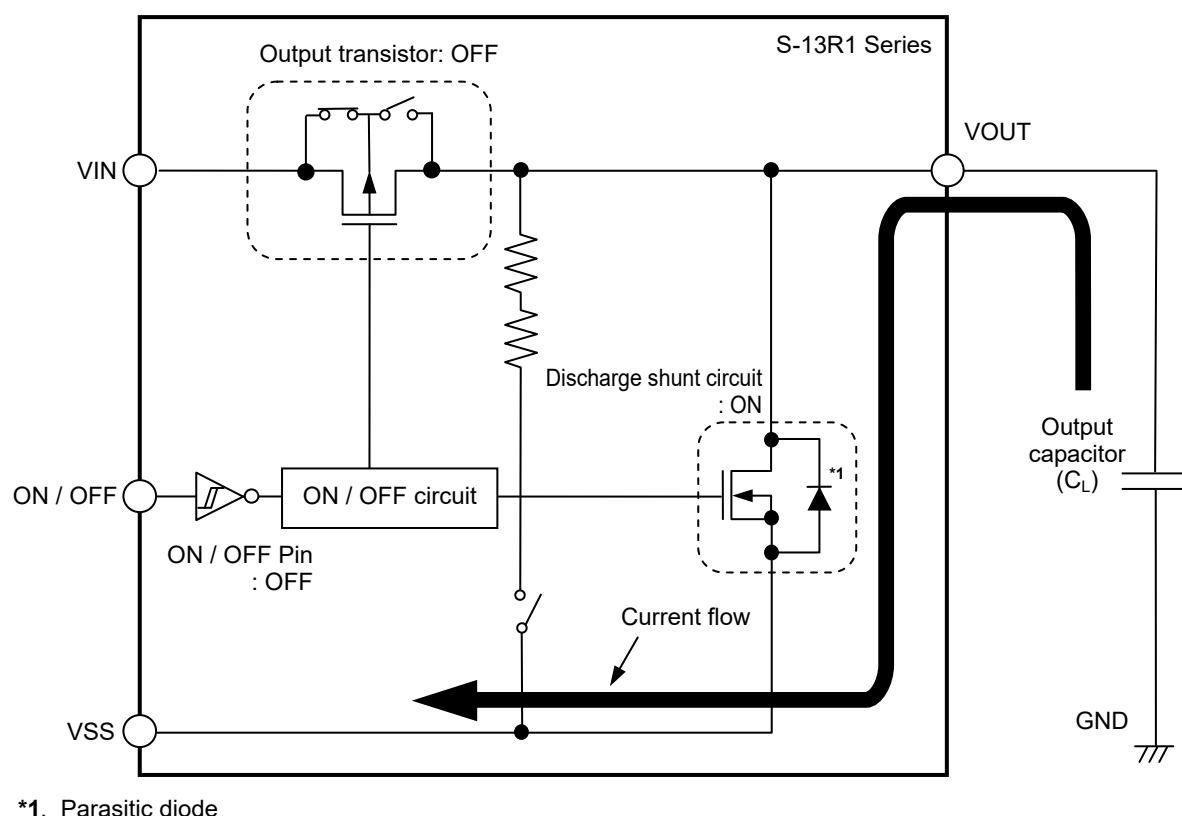 S-13R1 Series
Output transistor: OFF
VOUT
VIN
Discharge shunt circuit
: ON
*1
Output
capacitor
(CL)
ON / OFF
ON / OFF circuit
ON / OFF Pin
: OFF
Current flow
VSS
GND
*1. Parasitic diode